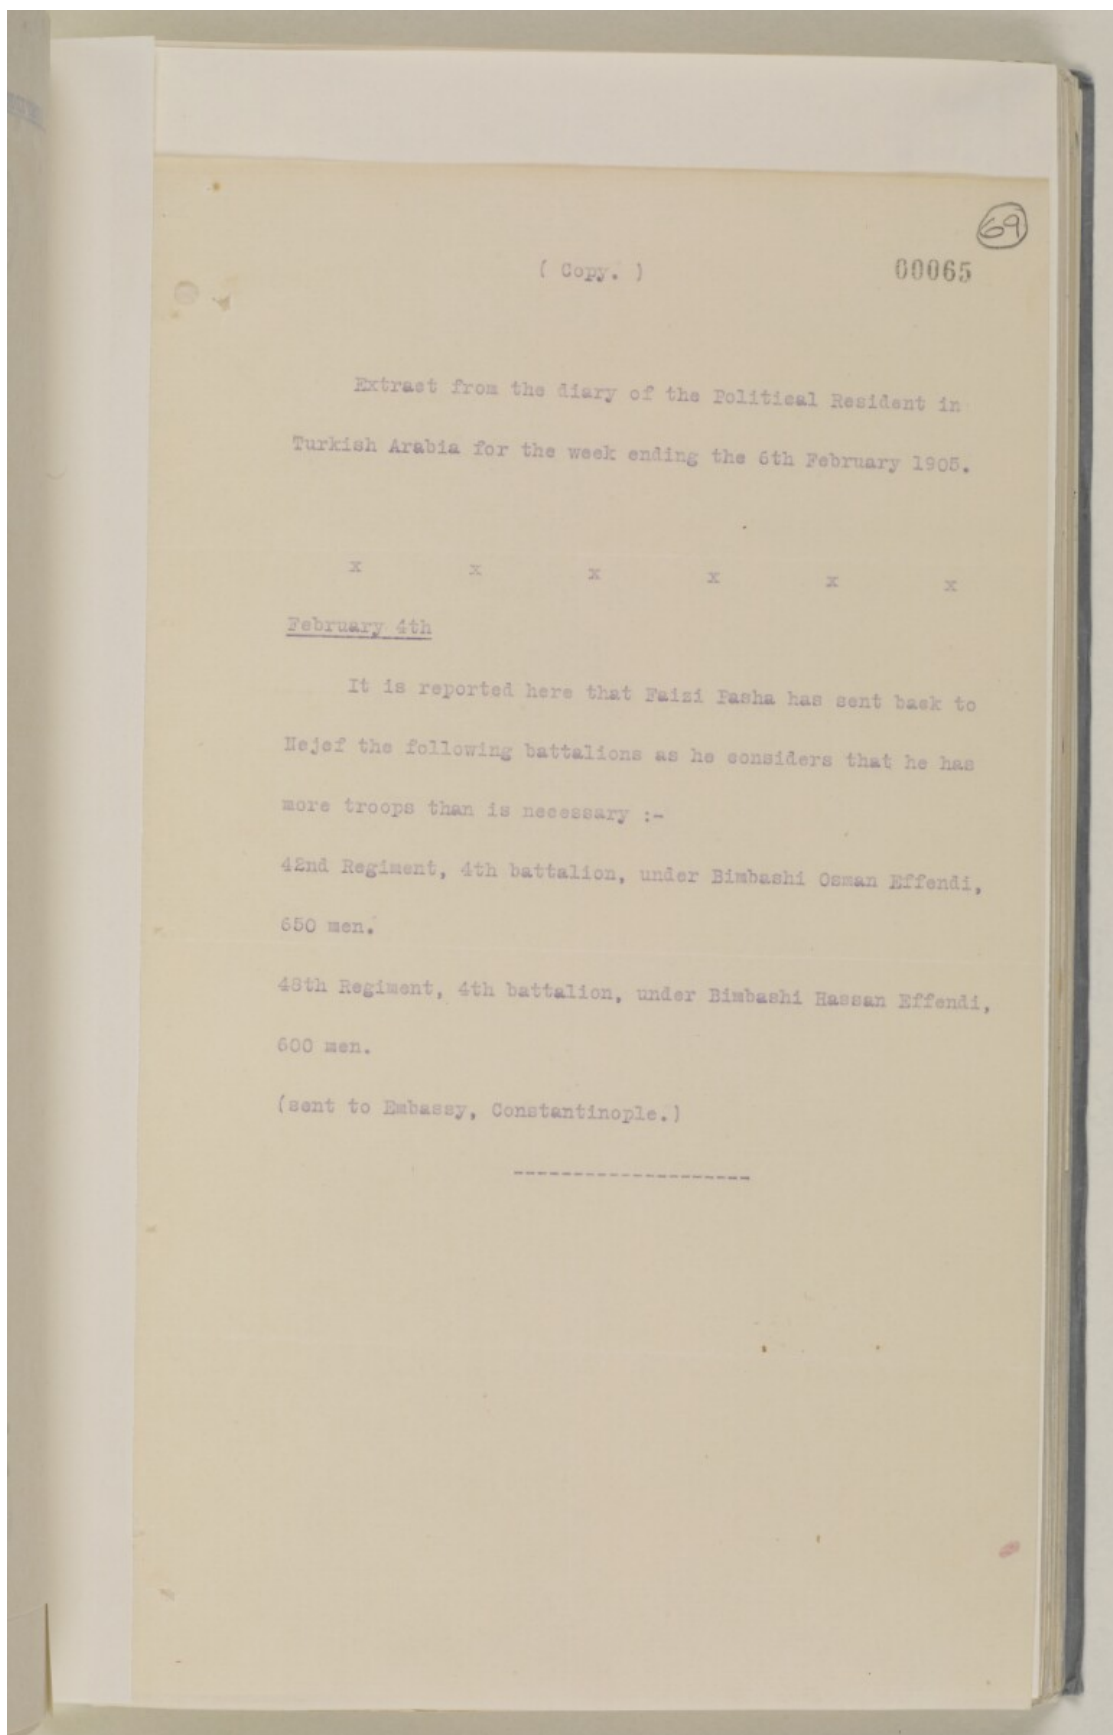 69
( Copy. )
00065
Extract from the diary of the Political Resident in
Turkish Arabia for the week ending the 6th February 1905.
x x x x x x
February 4th
It is reported here that Faizi Pasha has sent back to
Nejef the following battalions as he considers that he has
more troops than is necessary :-
42nd Regiment, 4th battalion, under Bimbashi Osman Effendi,
650 men.
48th Regiment, 4th battalion, under Bimbashi Hassan Effendi,
600 men.
(sent to Embassy, Constantinople.)
--------------------